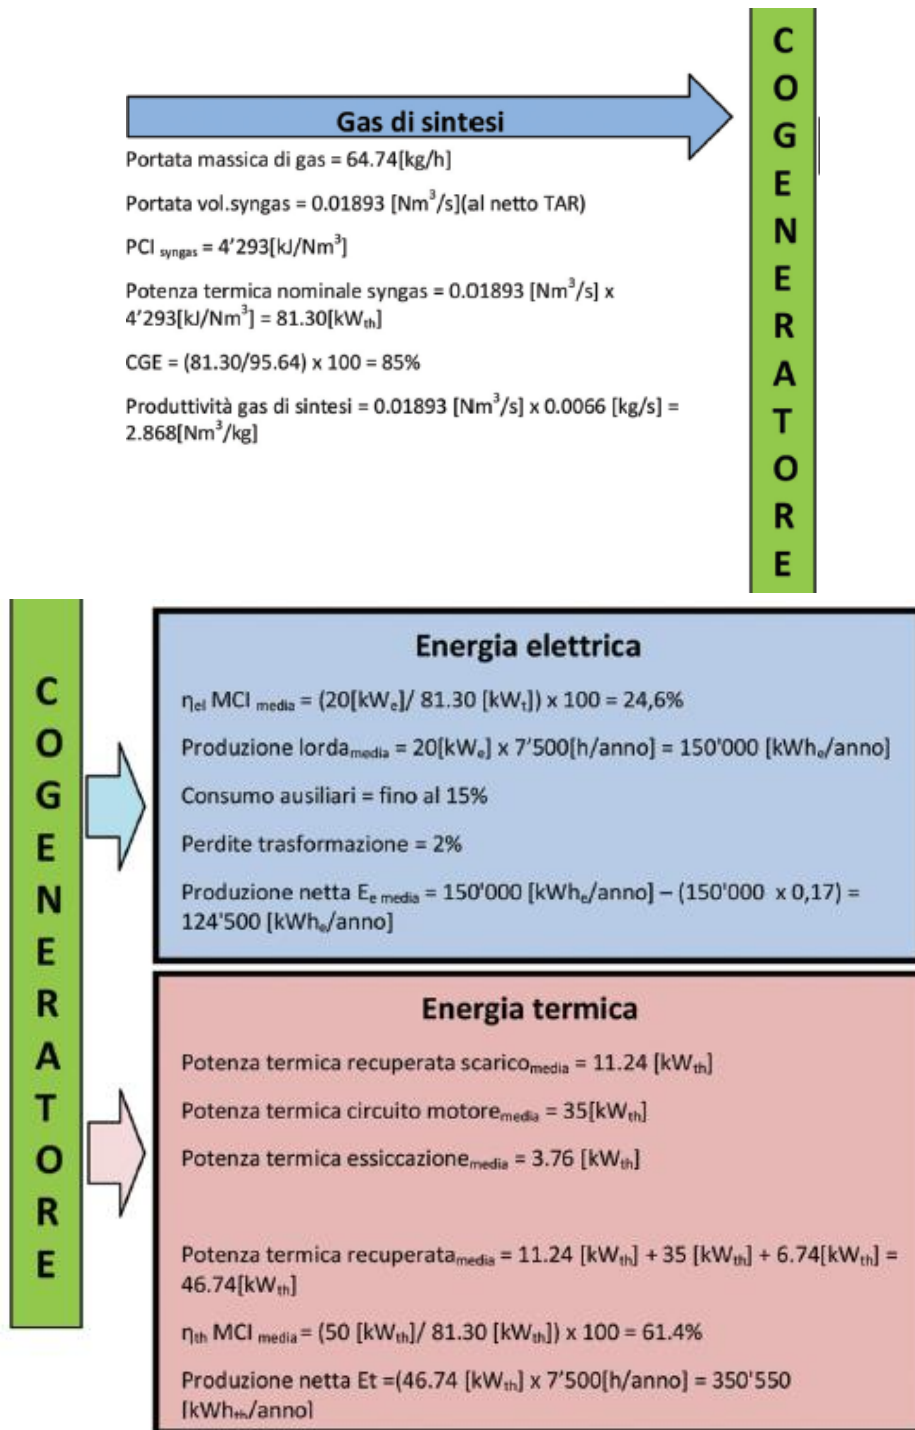 COGENERATORE
Gas di sintesi
Portata massica di gas = 64.74[kg/h]
Portata vol.syngas = 0.01893 [Nm³/s](al netto TAR)
PCI syngas = 4’293[kJ/Nm³]
Potenza termica nominale syngas = 0.01893 [Nm³/s] x
4’293[kJ/Nm³] = 81.30[kWth]
CGE = (81.30/95.64) x 100 = 85%
Produttività gas di sintesi = 0.01893 [Nm³/s] x 0.0066 [kg/s] =
2.868[Nm³/kg]
COGENERATORE
Energia elettrica
ηel MCI media = (20[kWe]/ 81.30 [kWt]) x 100 = 24,6%
Produzione lordamedia = 20[kWe] x 7’500[h/anno] = 150'000 [kWhe/anno]
Consumo ausiliari = fino al 15%
Perdite trasformazione = 2%
Produzione netta Ee media = 150'000 [kWhe/anno] – (150'000 x 0,17) =
124'500 [kWhe/anno]
Energia termica
Potenza termica recuperata scaricomedia = 11.24 [kWth]
Potenza termica circuito motoremedia = 35[kWth]
Potenza termica essiccazionemedia = 3.76 [kWth]
Potenza termica recuperatamedia = 11.24 [kWth] + 35 [kWth] + 6.74[kWth] =
46.74[kWth]
ηth MCI media = (50 [kWth]/ 81.30 [kWth]) x 100 = 61.4%
Produzione netta Et =(46.74 [kWth] x 7’500[h/anno] = 350'550
[kWhth/anno]